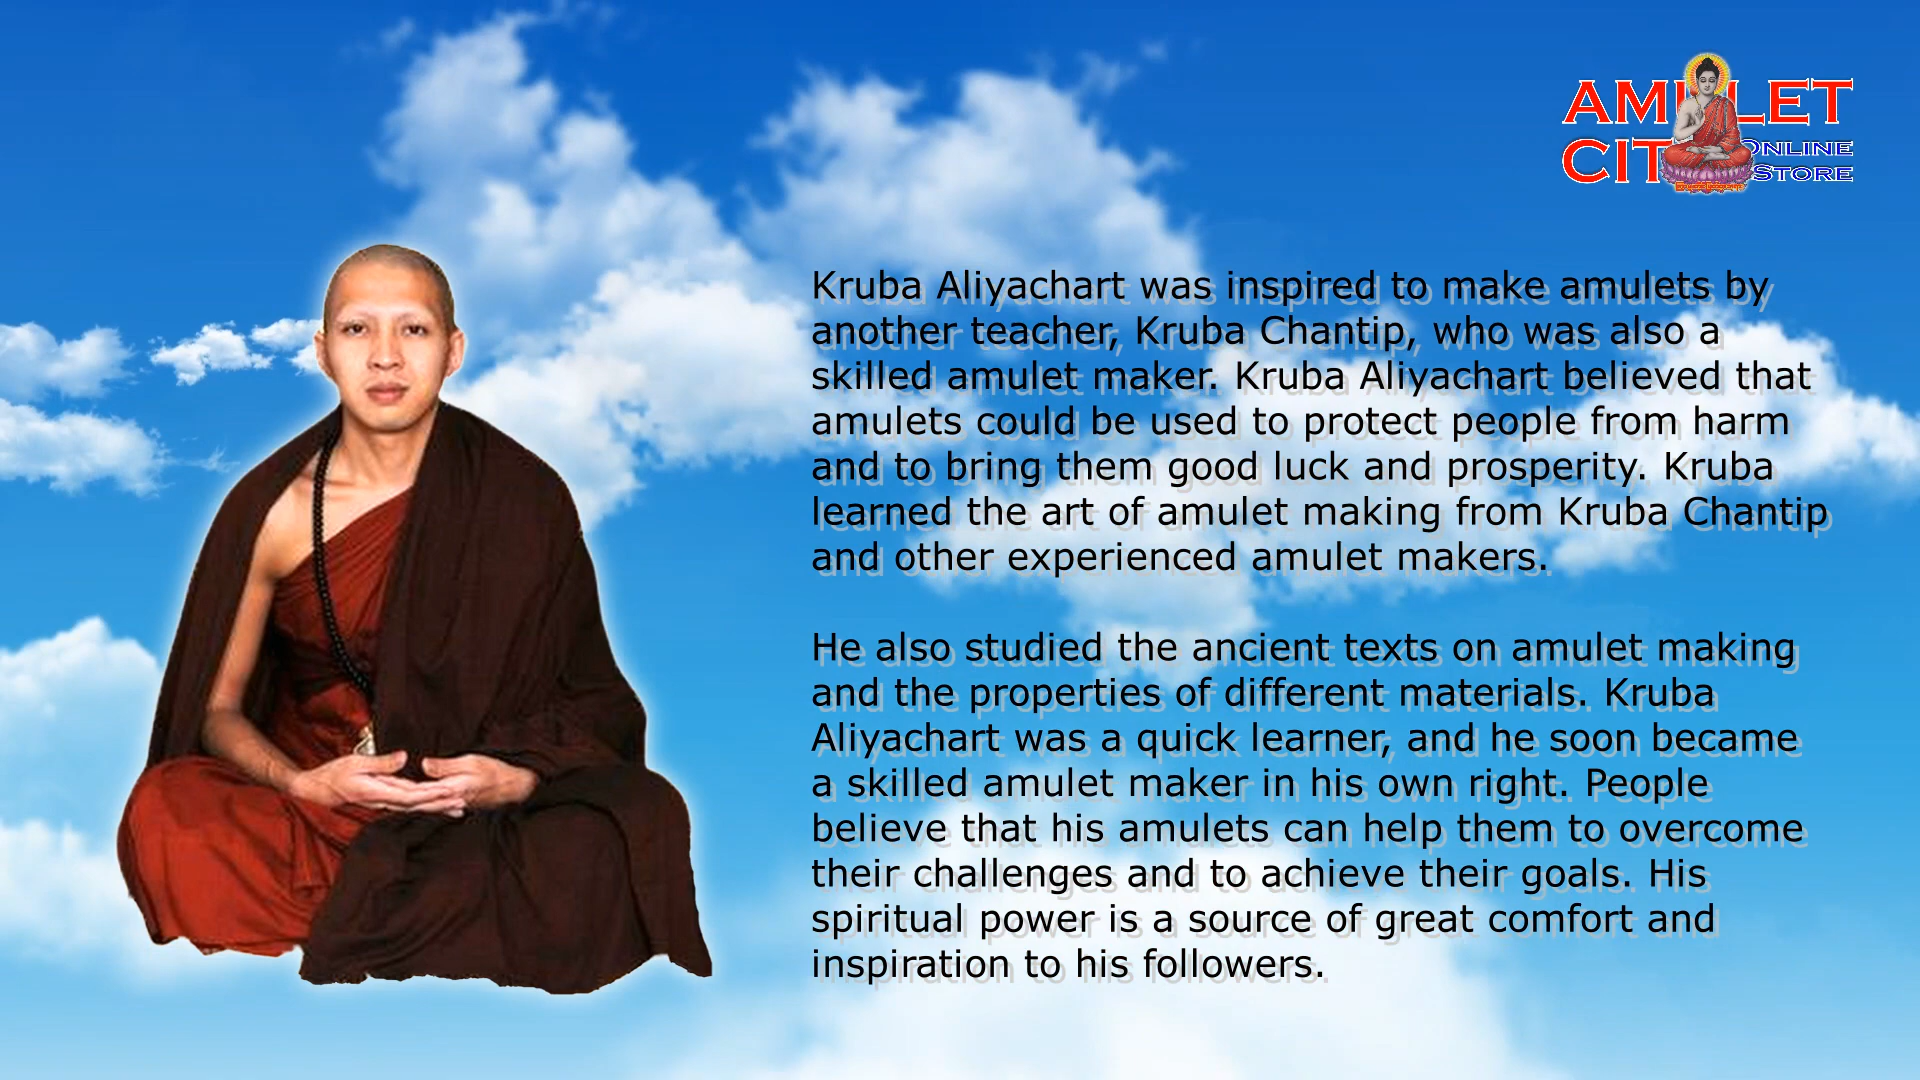 AMULET
CITY ONLINE
STORE
Kruba Aliyachart was inspired to make amulets by
another teacher, Kruba Chantip, who was also a
skilled amulet maker. Kruba Aliyachart believed that
amulets could be used to protect people from harm
and to bring them good luck and prosperity. Kruba
learned the art of amulet making from Kruba Chantip
and other experienced amulet makers.
He also studied the ancient texts on amulet making
and the properties of different materials. Kruba
Aliyachart was a quick learner, and he soon became
a skilled amulet maker in his own right. People
believe that his amulets can help them to overcome
their challenges and to achieve their goals. His
spiritual power is a source of great comfort and
inspiration to his followers.